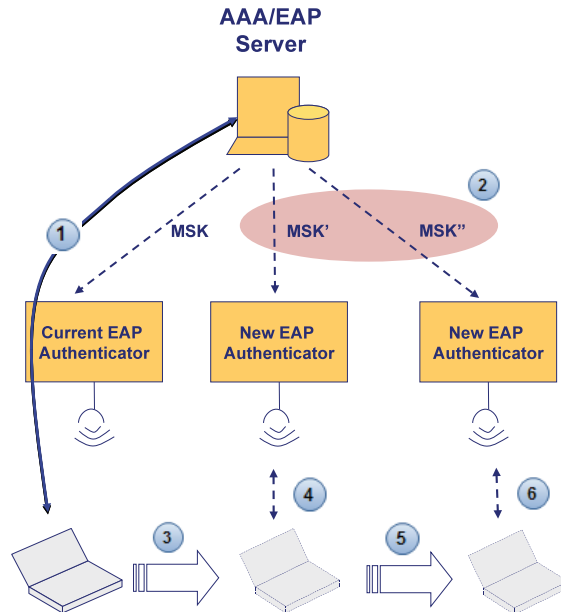 AAA/EAP
Server
2
1
MSK
MSK’
MSK”
Current EAP
Authenticator
New EAP
Authenticator
New EAP
Authenticator
4
6
3
5